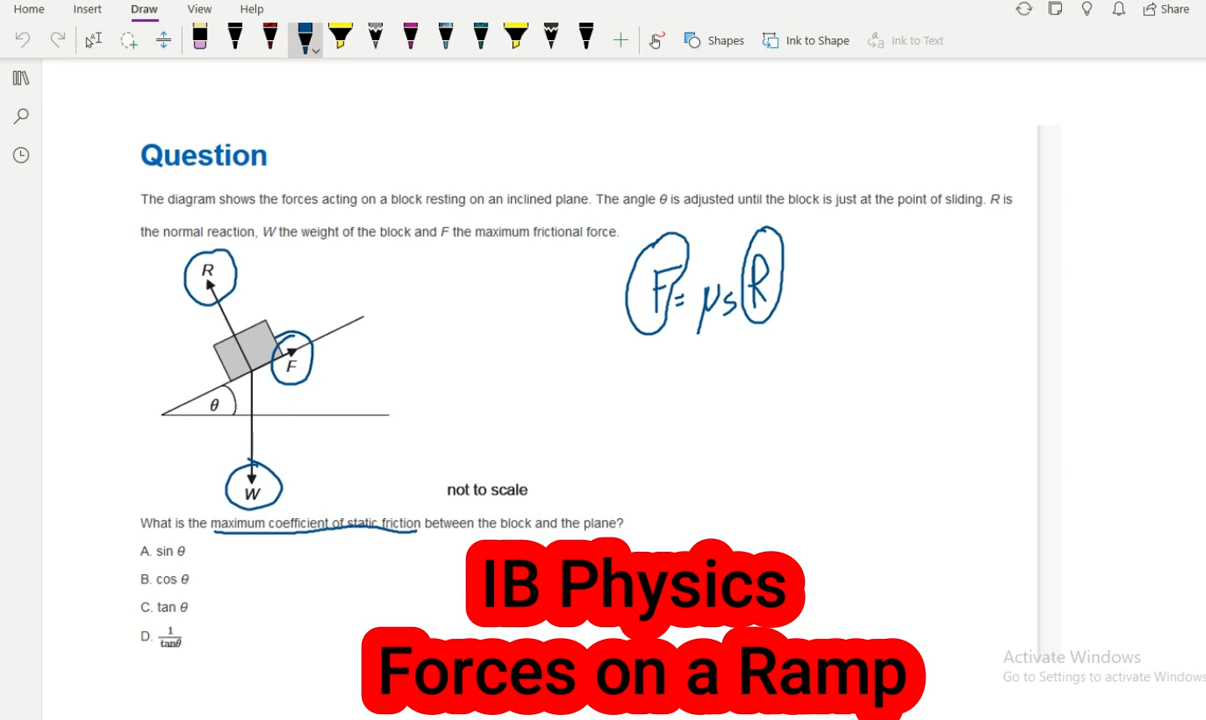 Home Insert Draw View Help
Share
Shapes Ink to Shape Ink to Text
Question
The diagram shows the forces acting on a block resting on an inclined plane. The angle θ is adjusted until the block is just at the point of sliding. R is
the normal reaction, W the weight of the block and F the maximum frictional force.
F = μs R
R
F
θ
W
not to scale
What is the maximum coefficient of static friction between the block and the plane?
A. sin θ
B. cos θ
C. tan θ
D. 1/tanθ
IB Physics
Forces on a Ramp
Activate Windows
Go to Settings to activate Windows